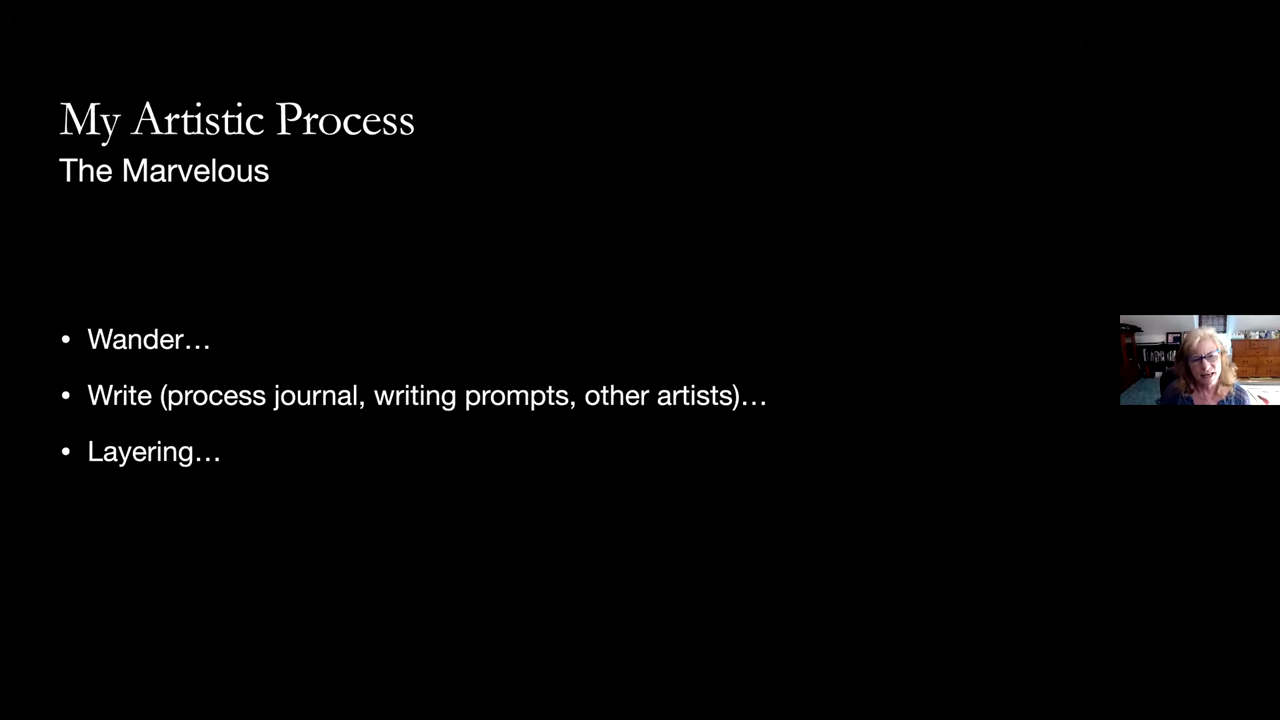 My Artistic Process
The Marvelous
• Wander…
• Write (process journal, writing prompts, other artists)…
• Layering…